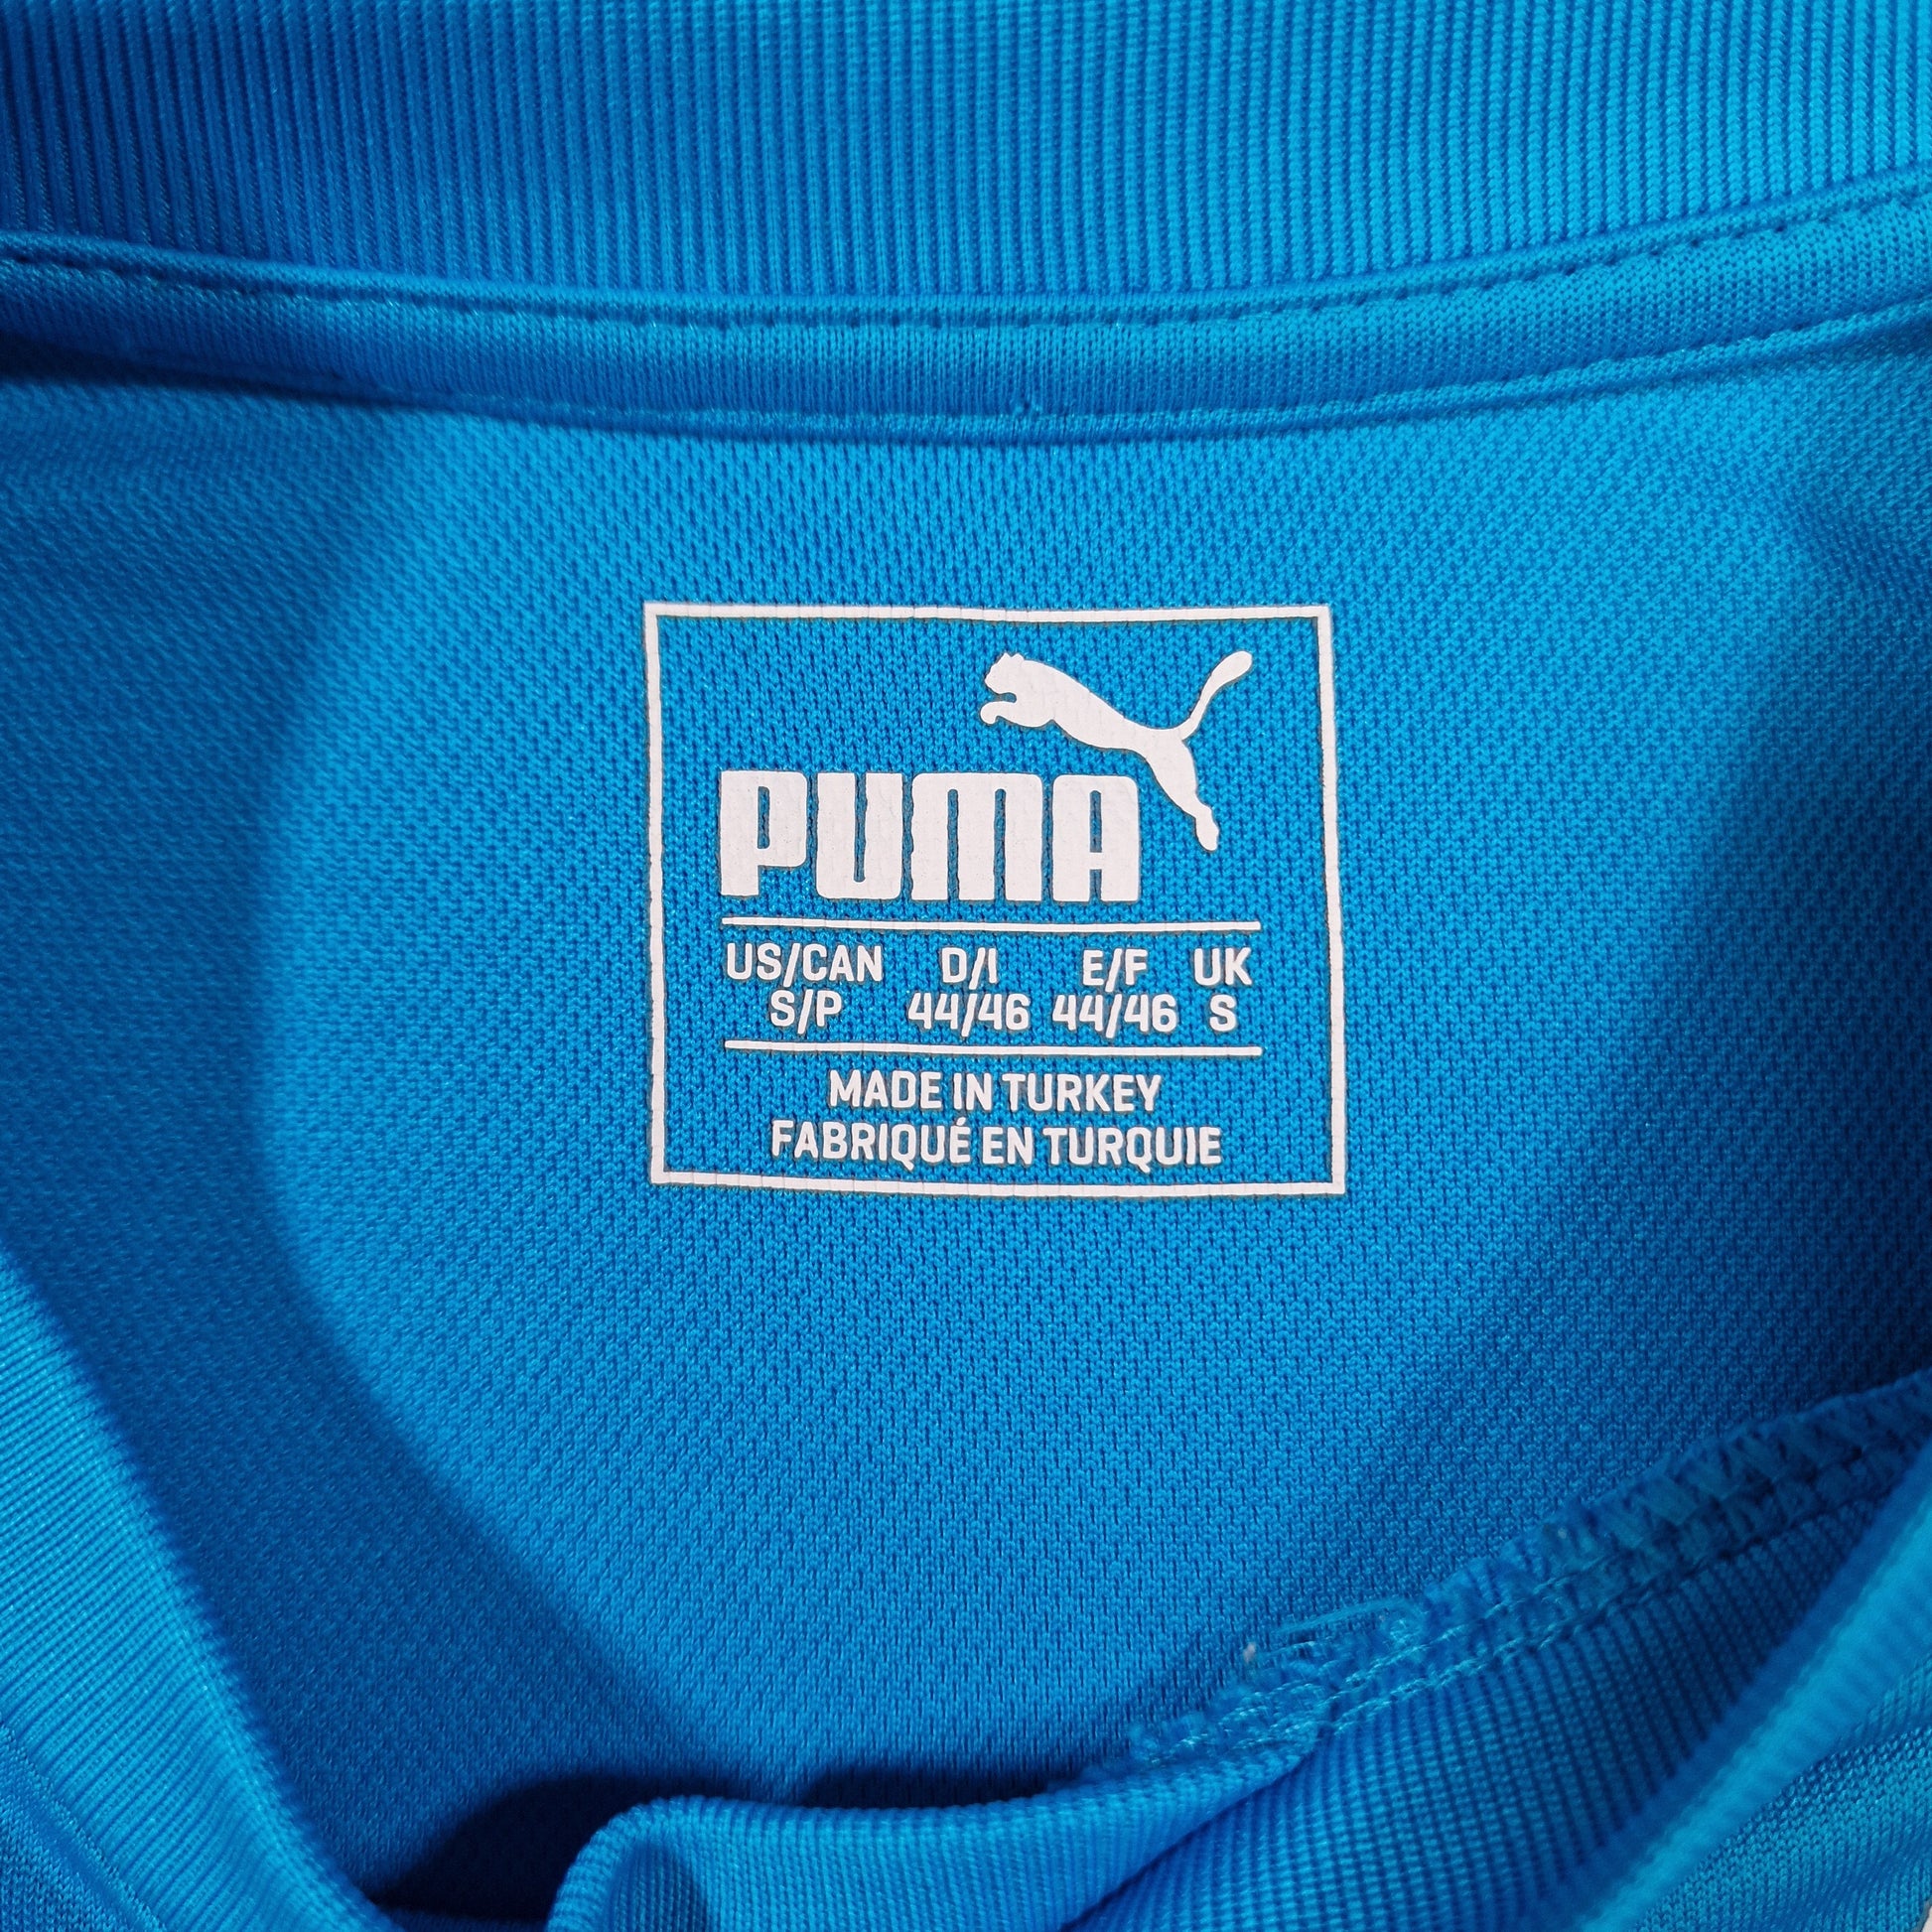 PUMA
US/CAN D/I E/F UK
S/P 44/46 44/46 S
MADE IN TURKEY
FABRIQUÉ EN TURQUIE